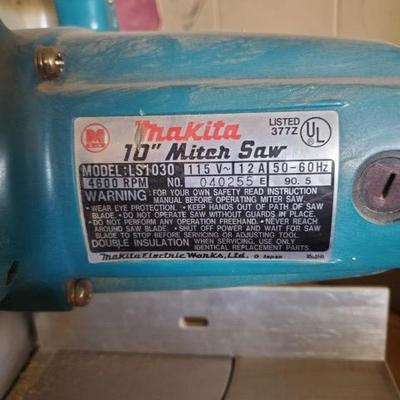 Makita
LISTED
377Z
UL
10" Miter Saw
MODEL: LS1030 115V~ 12A 50-60Hz
4600 RPM NO. 040255 E 90.5
WARNING: FOR YOUR OWN SAFETY READ INSTRUCTION
MANUAL BEFORE OPERATING MITER SAW.
• WEAR EYE PROTECTION. • KEEP HANDS OUT OF PATH OF SAW
BLADE. • DO NOT OPERATE SAW WITHOUT GUARDS IN PLACE.
• DO NOT PERFORM ANY OPERATION FREEHAND. • NEVER REACH
AROUND SAW BLADE. • SHUT OFF POWER AND WAIT FOR SAW
BLADE TO STOP BEFORE SERVICING OR ADJUSTING TOOL.
DOUBLE INSULATION: WHEN SERVICING, USE ONLY
IDENTICAL REPLACEMENT PARTS.
Makita Electric Works, Ltd. Japan